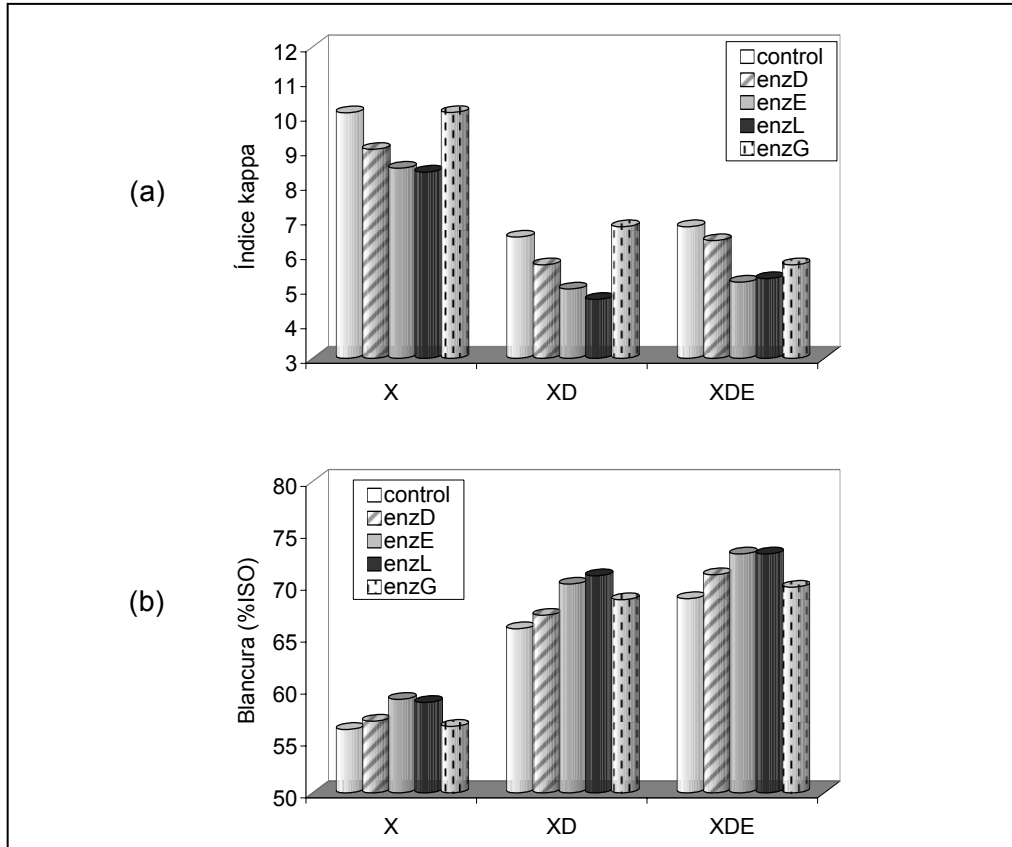 (a)
Índice kappa
12
11
10
9
8
7
6
5
4
3
control
enzD
enzE
enzL
enzG
X XD XDE
(b)
Blancura (%ISO)
80
75
70
65
60
55
50
control
enzD
enzE
enzL
enzG
X XD XDE